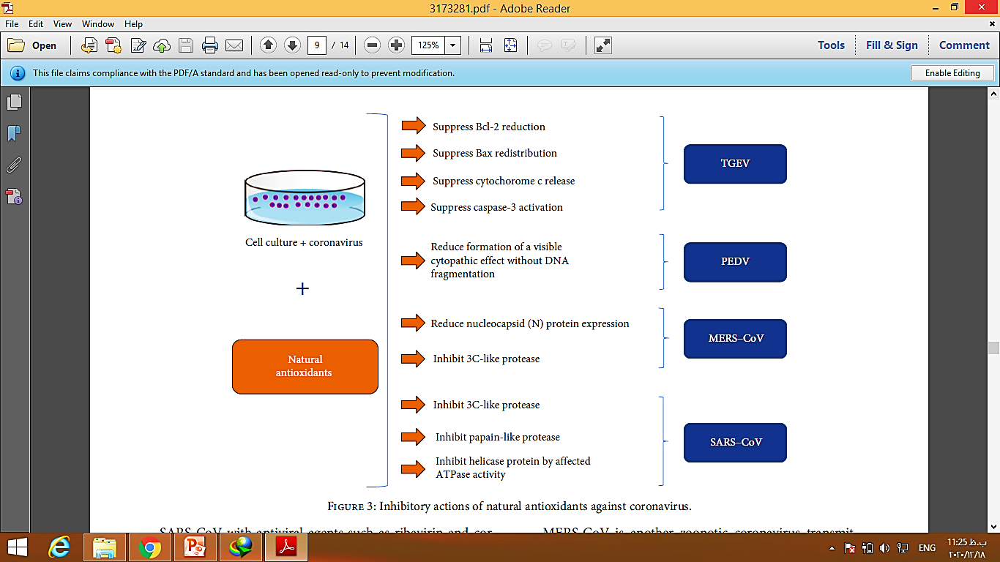 3173281.pdf - Adobe Reader
File Edit View Window Help
Open 9 / 14 125% Tools Fill & Sign Comment
This file claims compliance with the PDF/A standard and has been opened read-only to prevent modification. Enable Editing
Cell culture + coronavirus
+
Natural
antioxidants
Suppress Bcl-2 reduction
Suppress Bax redistribution
Suppress cytochorome c release
Suppress caspase-3 activation
TGEV
Reduce formation of a visible
cytopathic effect without DNA
fragmentation
PEDV
Reduce nucleocapsid (N) protein expression
Inhibit 3C-like protease
MERS–CoV
Inhibit 3C-like protease
Inhibit papain-like protease
Inhibit helicase protein by affected
ATPase activity
SARS–CoV
FIGURE 3: Inhibitory actions of natural antioxidants against coronavirus.
SARS-CoV with antiviral agents such as ribavirin and cor-
MERS-CoV is another zoonotic coronavirus transmit-
ENG
11:25 ب.ظ
٢٠٢٠/١٢/١٨